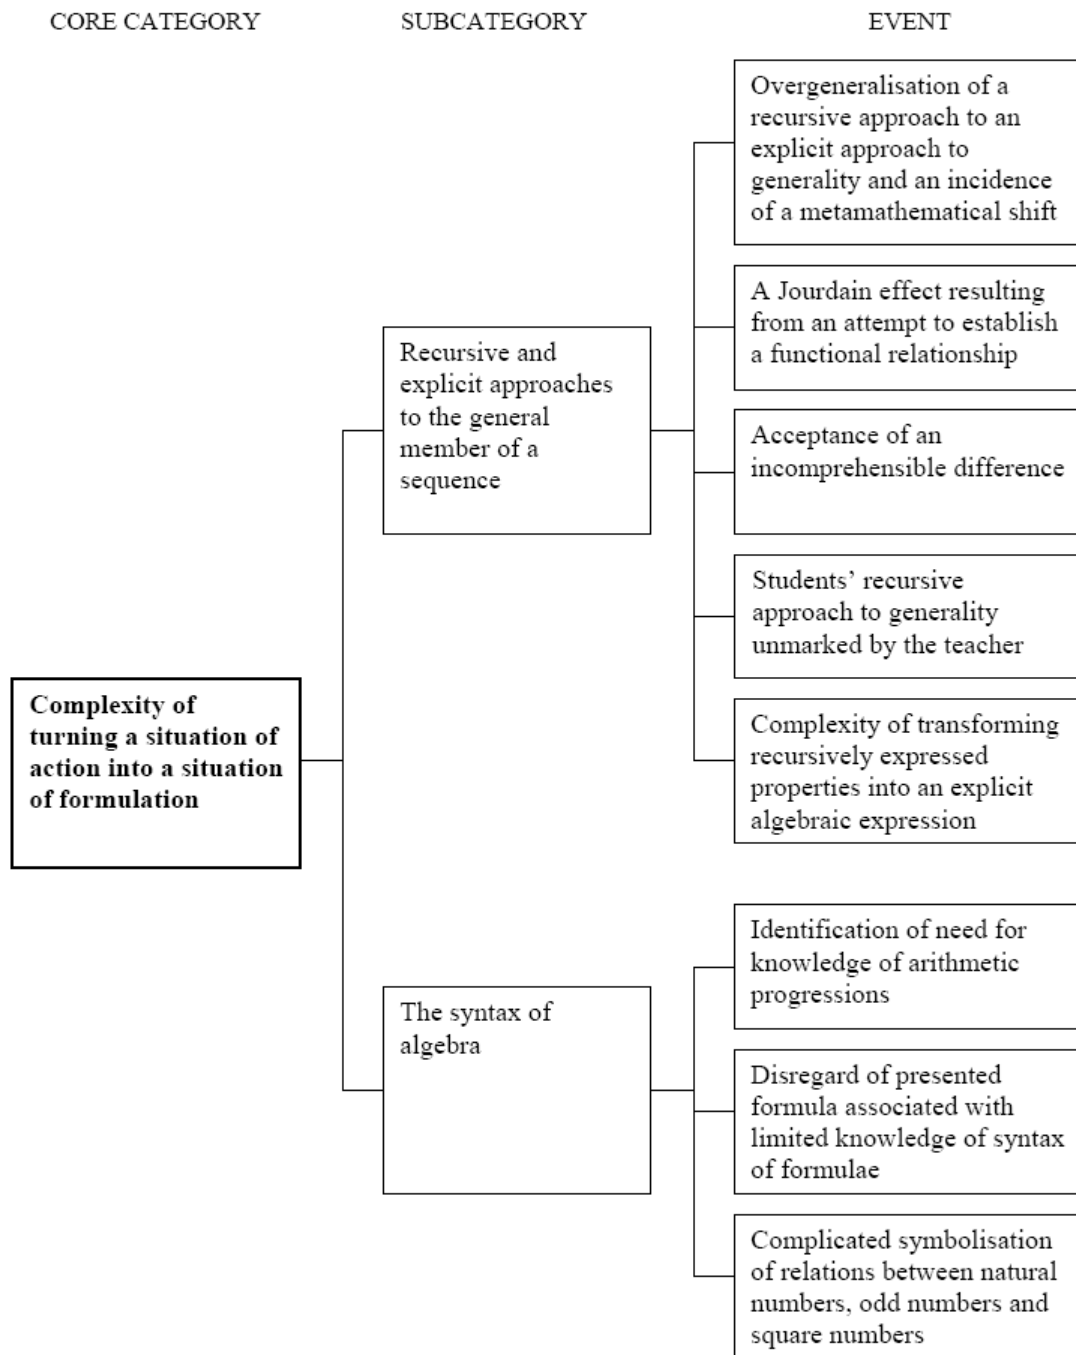 CORE CATEGORY
SUBCATEGORY
EVENT
Overgeneralisation of a
recursive approach to an
explicit approach to
generality and an incidence
of a metamathematical shift
A Jourdain effect resulting
from an attempt to establish
a functional relationship
Recursive and
explicit approaches
to the general
member of a
sequence
Acceptance of an
incomprehensible difference
Students’ recursive
approach to generality
unmarked by the teacher
Complexity of
turning a situation of
action into a situation
of formulation
Complexity of transforming
recursively expressed
properties into an explicit
algebraic expression
Identification of need for
knowledge of arithmetic
progressions
The syntax of
algebra
Disregard of presented
formula associated with
limited knowledge of syntax
of formulae
Complicated symbolisation
of relations between natural
numbers, odd numbers and
square numbers